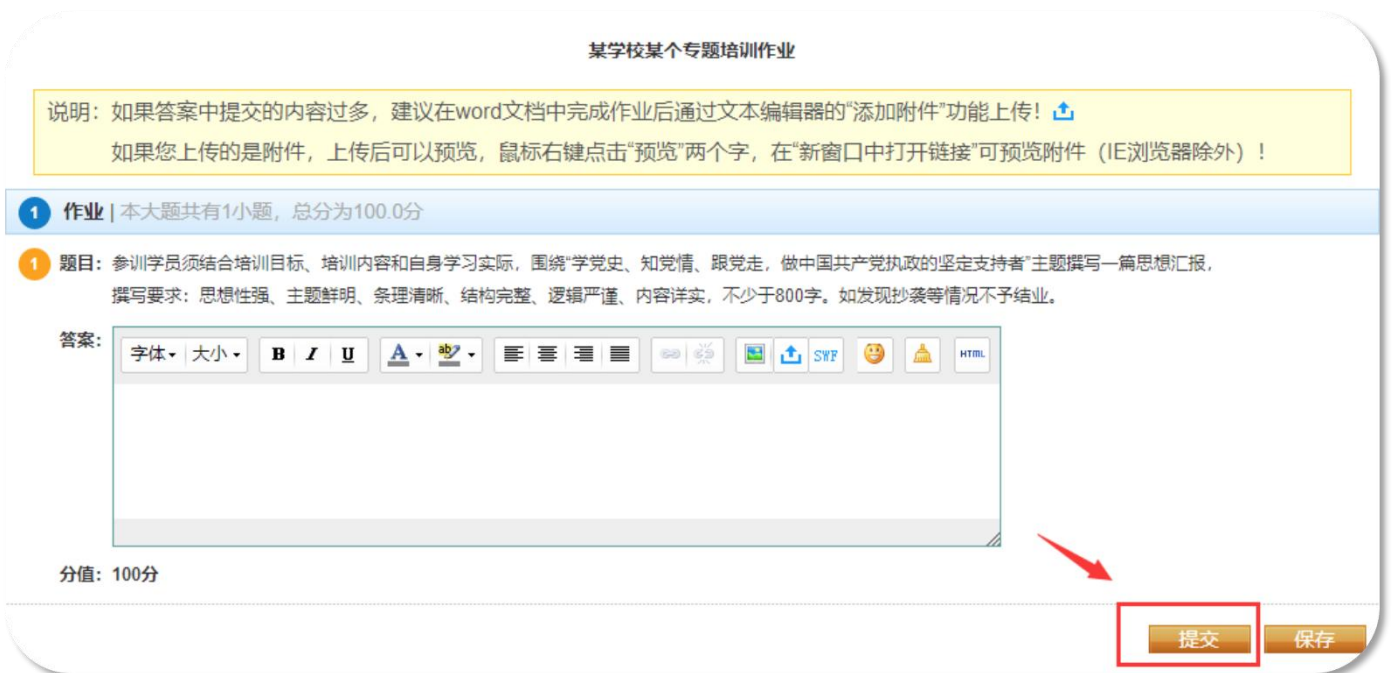 某学校某个专题培训作业
说明：如果答案中提交的内容过多，建议在word文档中完成作业后通过文本编辑器的“添加附件”功能上传！
如果您上传的是附件，上传后可以预览，鼠标右键点击“预览”两个字，在“新窗口中打开链接”可预览附件（IE浏览器除外）！
1 作业 | 本大题共有1小题，总分为100.0分
1 题目：参训学员须结合培训目标、培训内容和自身学习实际，围绕“学党史、知党情、跟党走，做中国共产党执政的坚定支持者”主题撰写一篇思想汇报，
撰写要求：思想性强、主题鲜明、条理清晰、结构完整、逻辑严谨、内容详实，不少于800字。如发现抄袭等情况不予结业。
答案：
字体 大小 B I U A ab SWF HTML
分值：100分
提交 保存